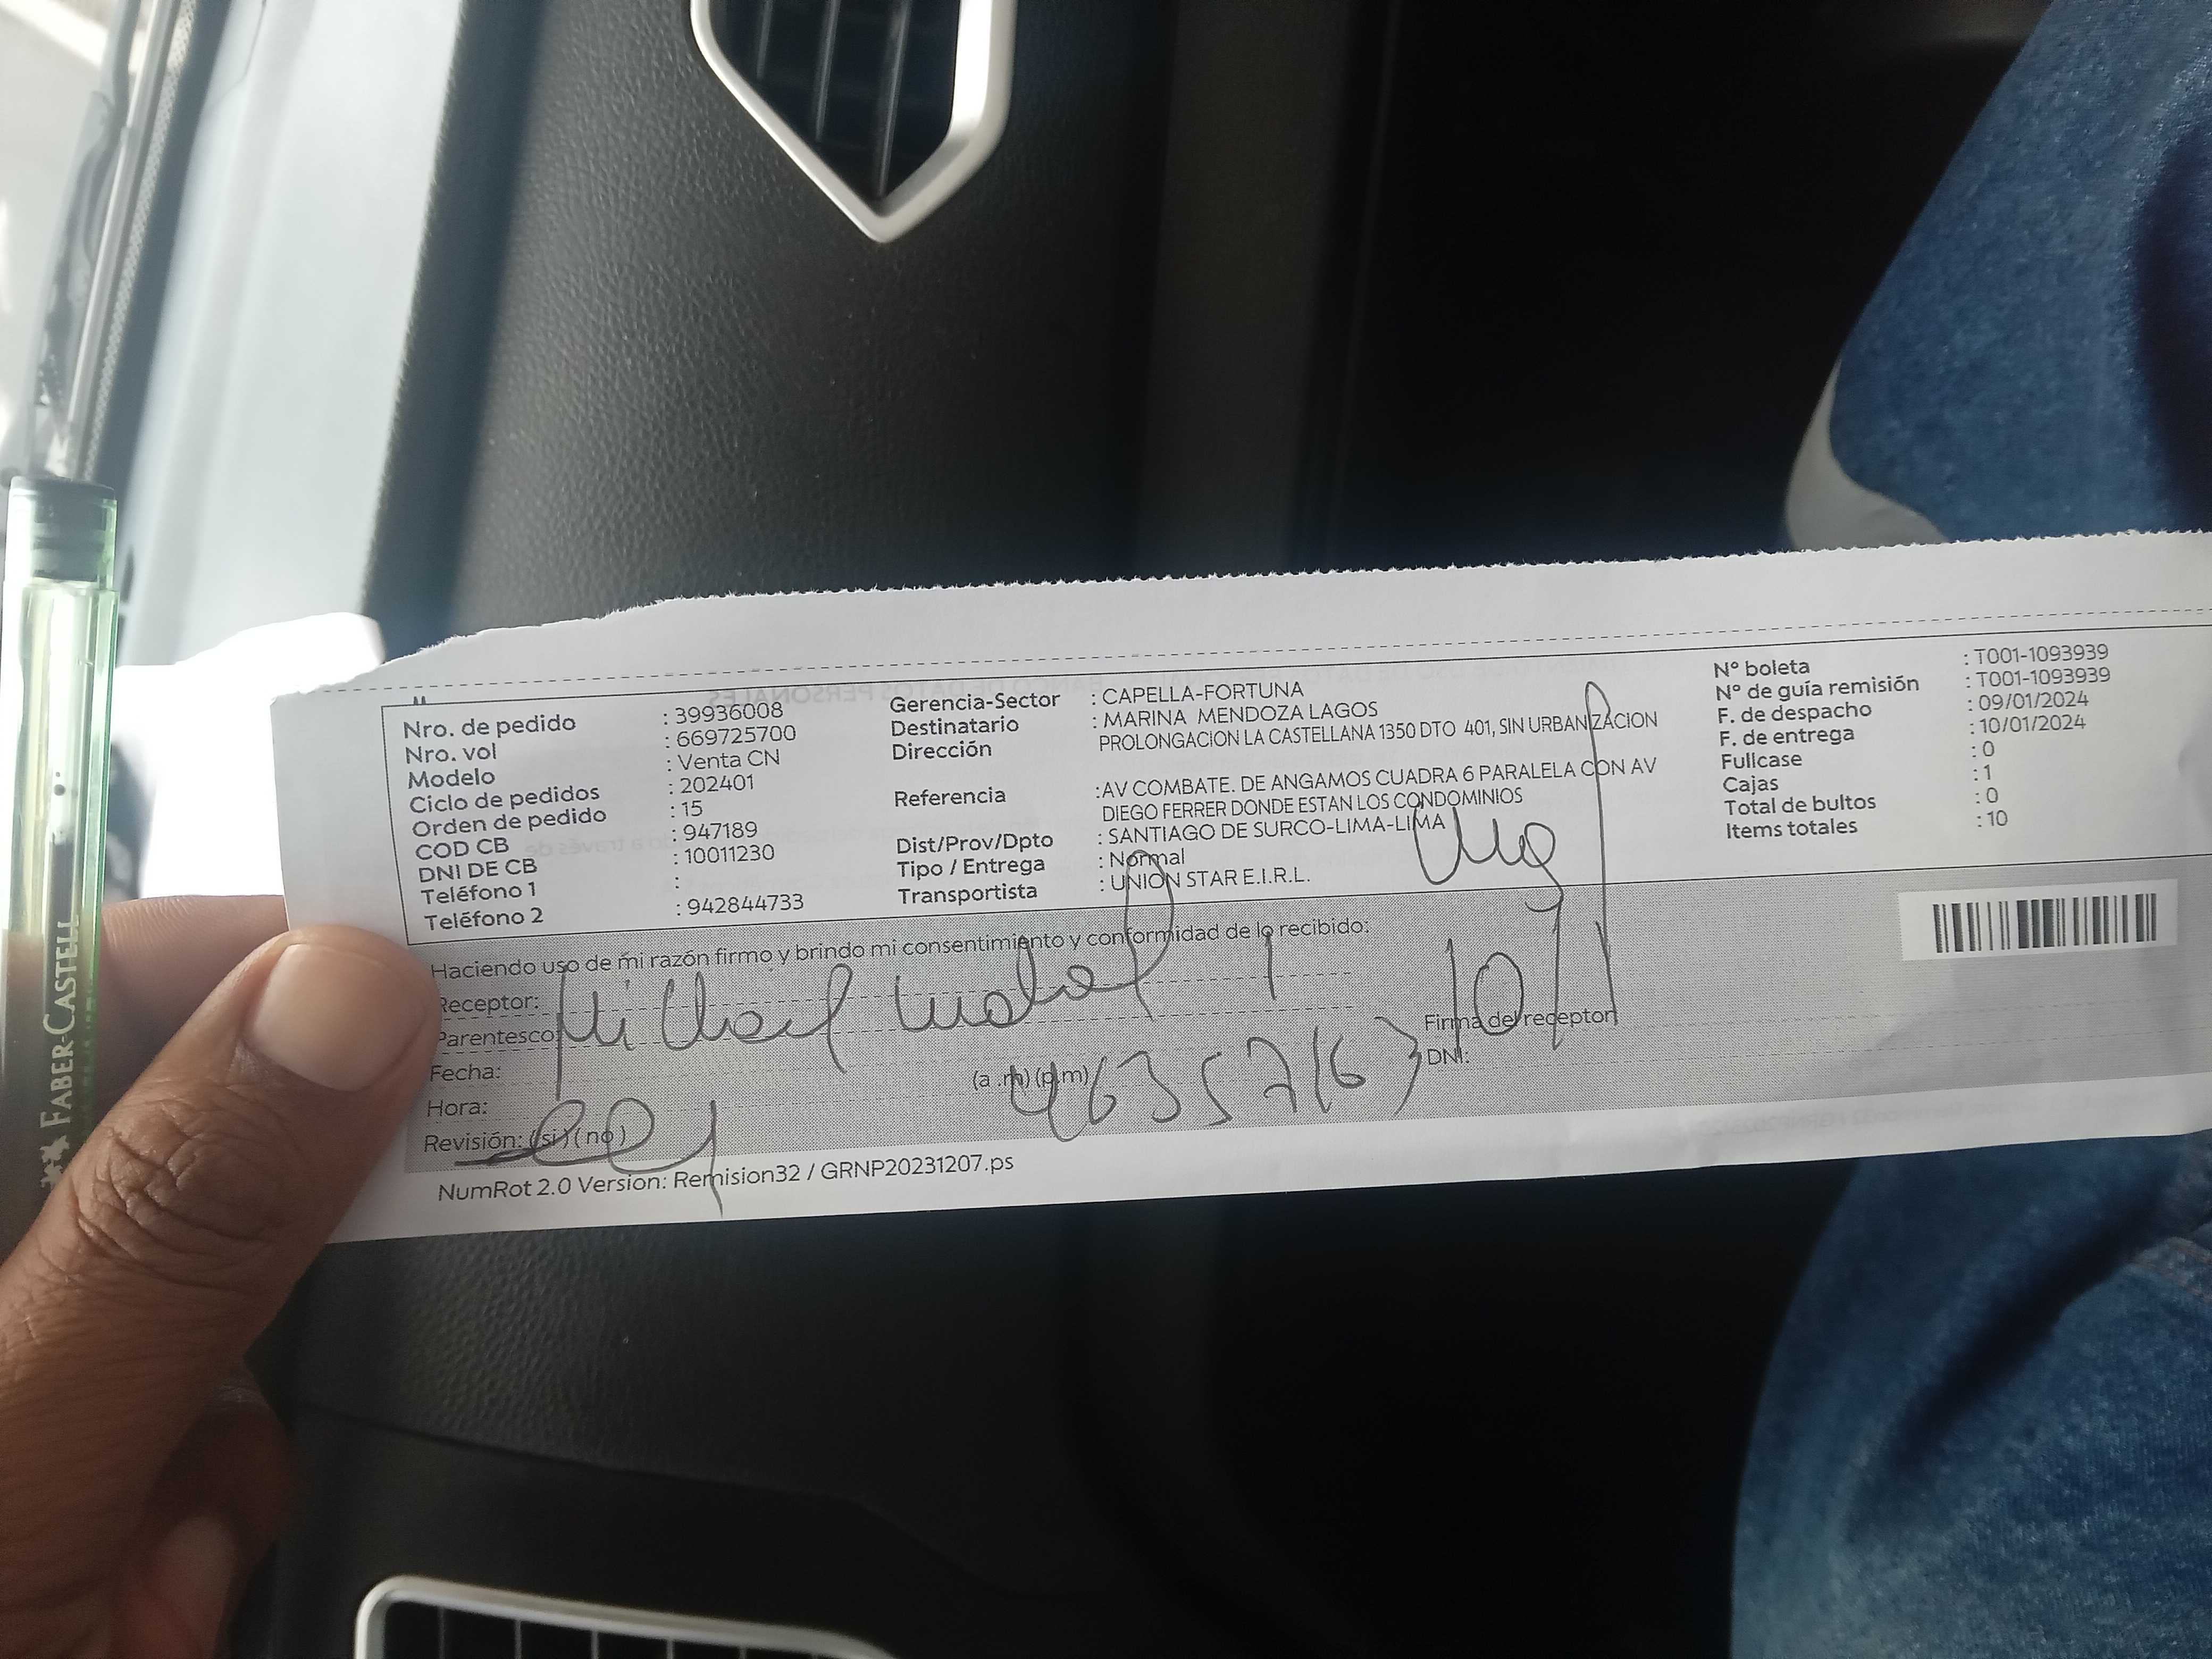 Nro. de pedido : 39936008
Nro. vol : 669725700
Modelo : Venta CN
Ciclo de pedidos : 202401
Orden de pedido : 15
COD CB : 947189
DNI DE CB : 10011230
Teléfono 1 :
Teléfono 2 : 942844733
Gerencia-Sector : CAPELLA-FORTUNA
Destinatario : MARINA MENDOZA LAGOS
Dirección PROLONGACION LA CASTELLANA 1350 DTO 401, SIN URBANIZACION
Referencia : AV COMBATE. DE ANGAMOS CUADRA 6 PARALELA CON AV
DIEGO FERRER DONDE ESTAN LOS CONDOMINIOS
Dist/Prov/Dpto : SANTIAGO DE SURCO-LIMA-LIMA
Tipo / Entrega : Normal
Transportista : UNION STAR E.I.R.L.
N° boleta : T001-1093939
N° de guía remisión : T001-1093939
F. de despacho : 09/01/2024
F. de entrega : 10/01/2024
Fullcase : 0
Cajas : 1
Total de bultos : 0
Items totales : 10
Haciendo uso de mi razón firmo y brindo mi consentimiento y conformidad de lo recibido:
Receptor:
Parentesco:
Fecha:
Hora: (a .m) (p.m)
Revisión: (si) (no)
Firma del receptor
DNI:
10/1
NumRot 2.0 Version: Remision32 / GRNP20231207.ps
FABER-CASTELL